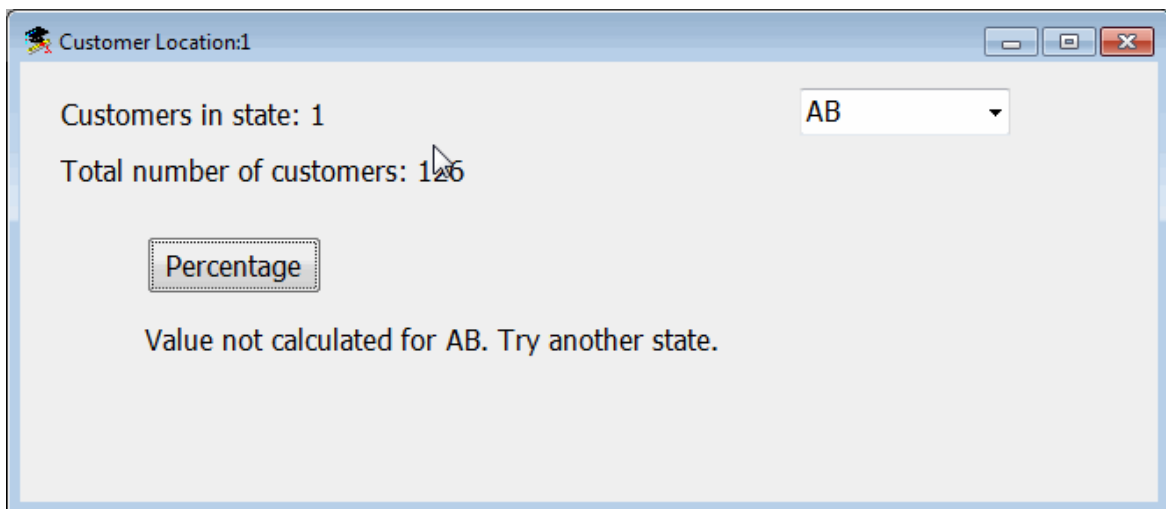 Customer Location:1
Customers in state: 1
AB
Total number of customers: 126
Percentage
Value not calculated for AB. Try another state.